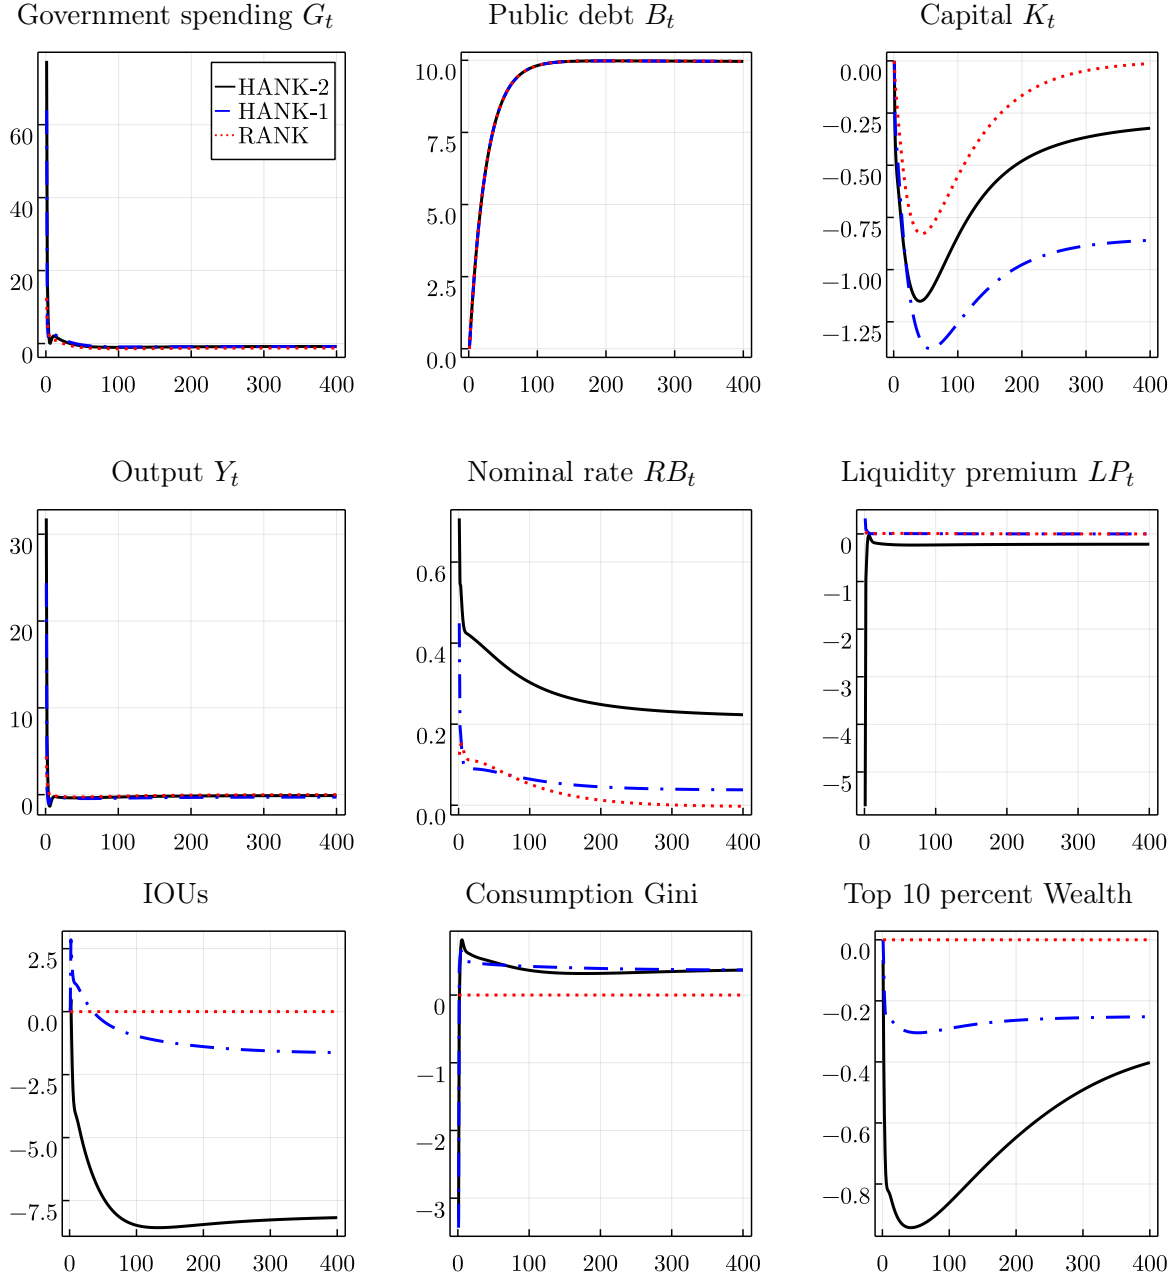 Government spending G_t
Public debt B_t
Capital K_t
HANK-2
HANK-1
RANK
60
40
20
0
0 100 200 300 400
10.0
7.5
5.0
2.5
0.0
0 100 200 300 400
0.00
−0.25
−0.50
−0.75
−1.00
−1.25
0 100 200 300 400
Output Y_t
Nominal rate RB_t
Liquidity premium LP_t
30
20
10
0
0 100 200 300 400
0.6
0.4
0.2
0.0
0 100 200 300 400
0
−1
−2
−3
−4
−5
0 100 200 300 400
IOUs
Consumption Gini
Top 10 percent Wealth
2.5
0.0
−2.5
−5.0
−7.5
0 100 200 300 400
0
−1
−2
−3
0 100 200 300 400
0.0
−0.2
−0.4
−0.6
−0.8
0 100 200 300 400